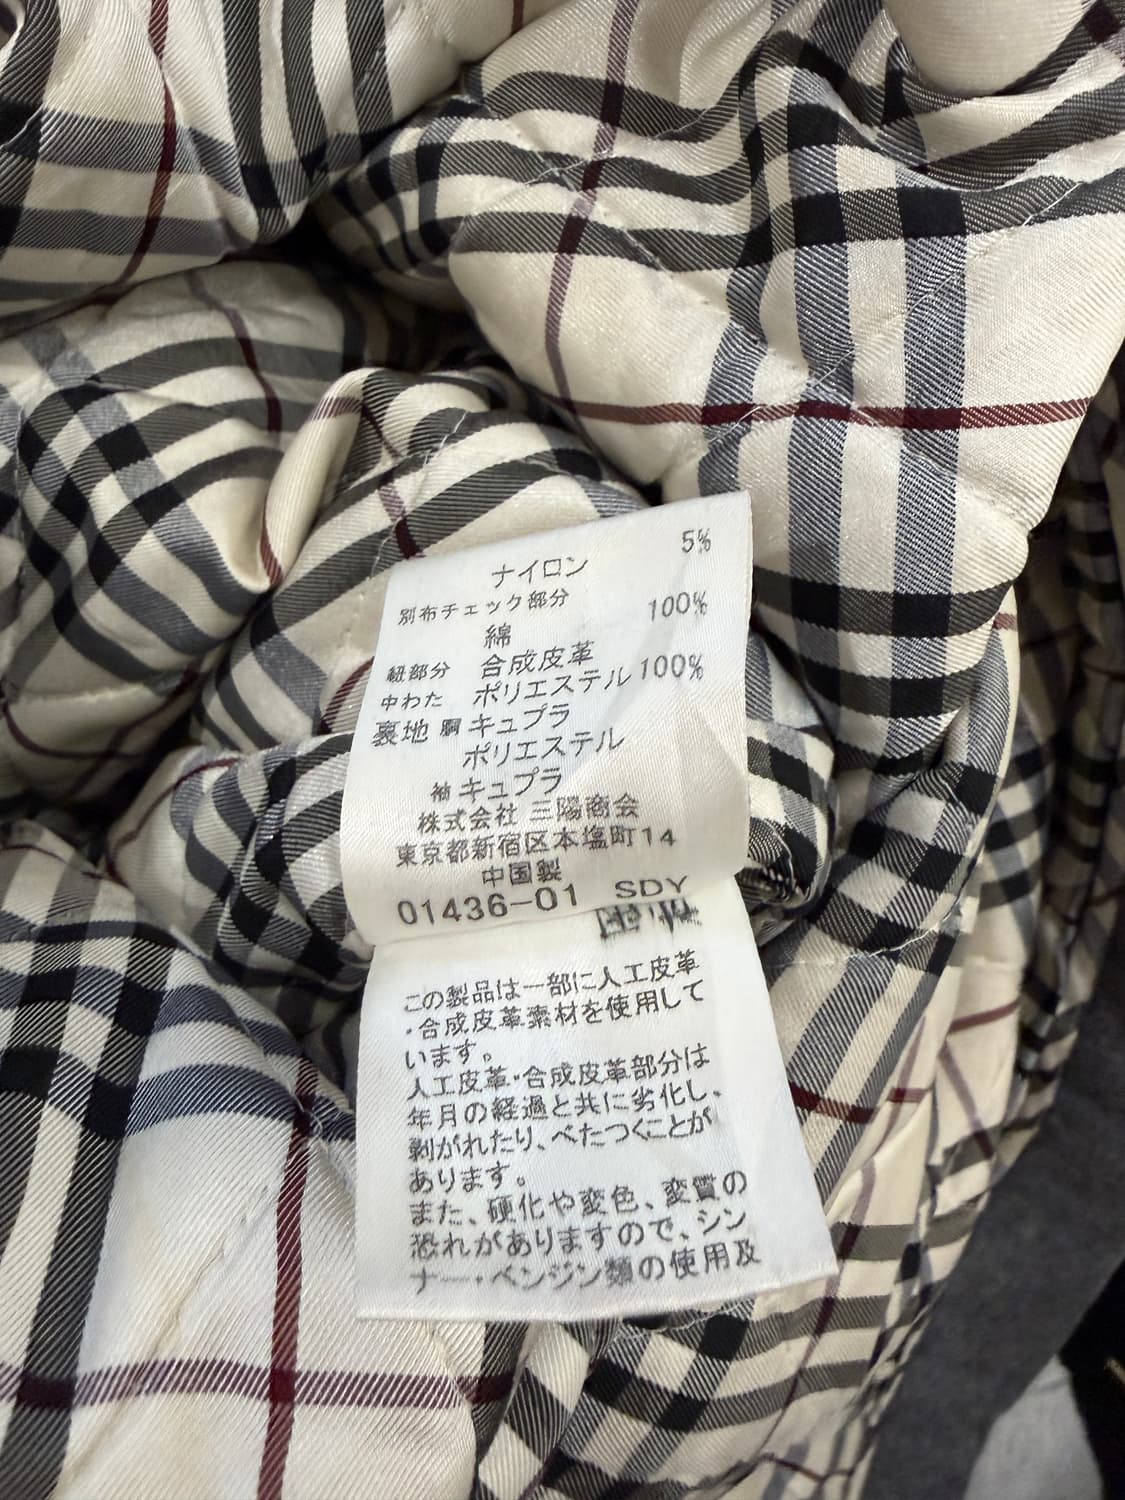 5%
ナイロン
別布チェック部分
綿 100%
紐部分 合成皮革
中わた ポリエステル 100%
裏地 胴 キュプラ
ポリエステル
袖 キュプラ
株式会社 三陽商会
東京都新宿区本塩町14
中国製
01436-01 SDY
この製品は一部に人工皮革
・合成皮革素材を使用して
います。
人工皮革・合成皮革部分は
年月の経過と共に劣化し、
剥がれたり、べたつくことが
あります。
また、硬化や変色、変質の
恐れがありますので、シン
ナー・ベンジン類の使用及